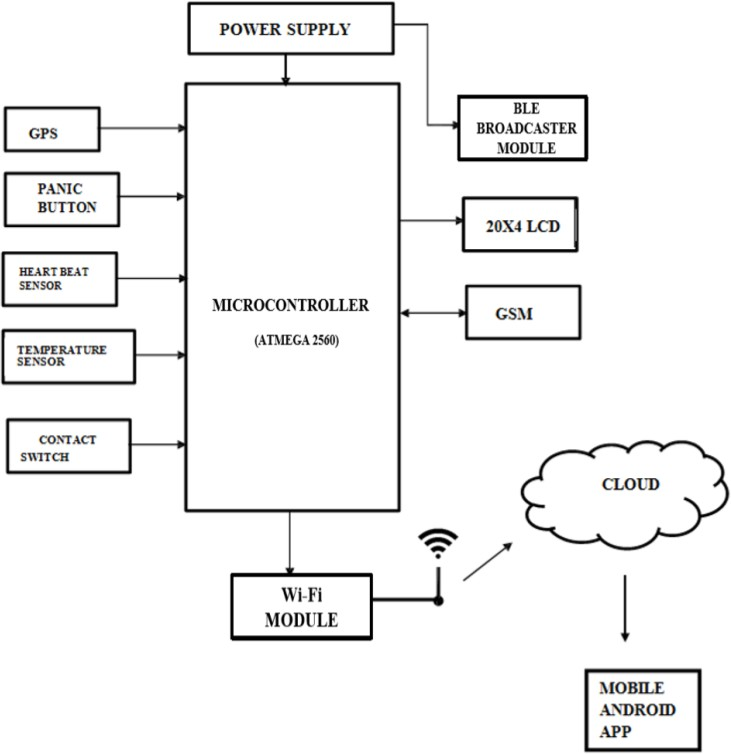 POWER SUPPLY
BLE
BROADCASTER
MODULE
GPS
PANIC
BUTTON
20X4 LCD
HEART BEAT
SENSOR
MICROCONTROLLER
(ATMEGA 2560)
GSM
TEMPERATURE
SENSOR
CONTACT
SWITCH
CLOUD
Wi-Fi
MODULE
MOBILE
ANDROID
APP